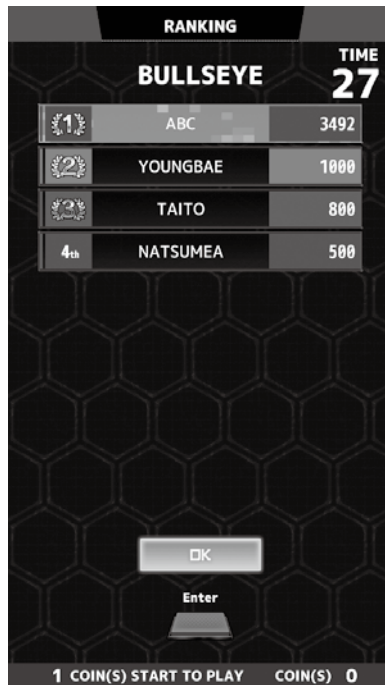 RANKING
TIME
27
BULLSEYE
1 ABC 3492
2 YOUNGBAE 1000
3 TAITO 800
4th NATSUMEA 500
OK
Enter
1 COIN(S) START TO PLAY COIN(S) 0